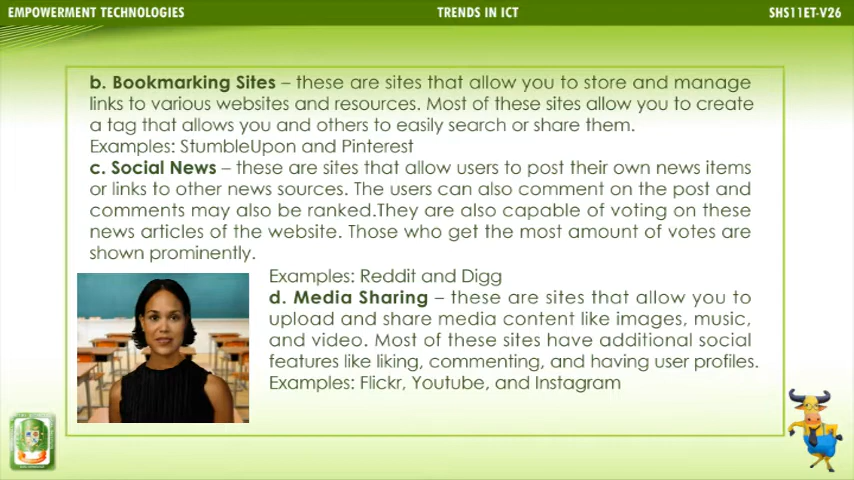 EMPOWERMENT TECHNOLOGIES
TRENDS IN ICT
SHS11ET-V26
b. Bookmarking Sites – these are sites that allow you to store and manage
links to various websites and resources. Most of these sites allow you to create
a tag that allows you and others to easily search or share them.
Examples: StumbleUpon and Pinterest
c. Social News – these are sites that allow users to post their own news items
or links to other news sources. The users can also comment on the post and
comments may also be ranked.They are also capable of voting on these
news articles of the website. Those who get the most amount of votes are
shown prominently.
Examples: Reddit and Digg
d. Media Sharing – these are sites that allow you to
upload and share media content like images, music,
and video. Most of these sites have additional social
features like liking, commenting, and having user profiles.
Examples: Flickr, Youtube, and Instagram